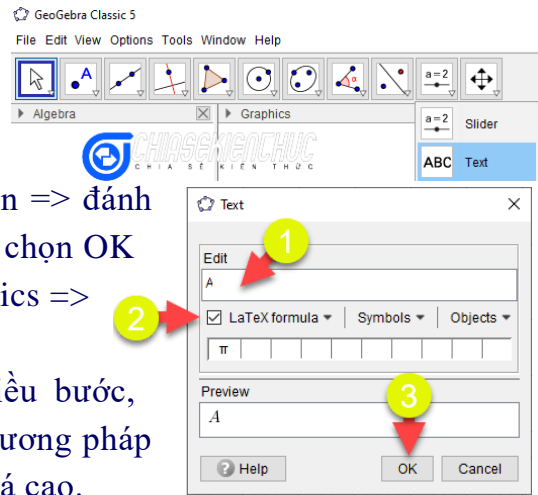 GeoGebra Classic 5
File Edit View Options Tools Window Help
A
α
a=2
Algebra
Graphics
a=2 Slider
ABC Text
CHIASEKIENTHUC
CHIA SẺ KIẾN THỨC
n => đánh
chọn OK
ics =>
bước,
ương pháp
á cao.
Text
1
Edit
A
2
LaTeX formula Symbols Objects
π
Preview
3
A
Help OK Cancel